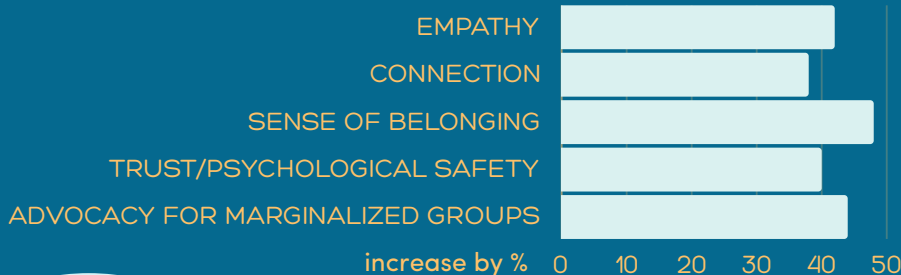 EMPATHY
CONNECTION
SENSE OF BELONGING
TRUST/PSYCHOLOGICAL SAFETY
ADVOCACY FOR MARGINALIZED GROUPS
increase by % 0 10 20 30 40 50